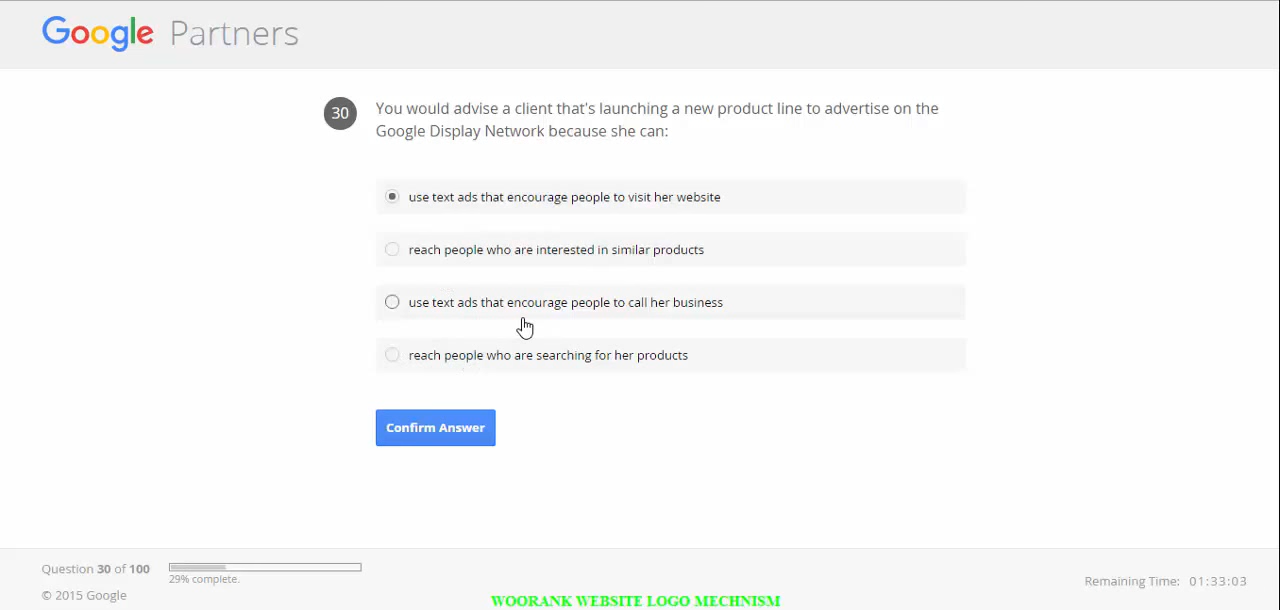 Google Partners
30
You would advise a client that's launching a new product line to advertise on the
Google Display Network because she can:
use text ads that encourage people to visit her website
reach people who are interested in similar products
use text ads that encourage people to call her business
reach people who are searching for her products
Confirm Answer
Question 30 of 100
29% complete.
© 2015 Google
Remaining Time: 01:33:03
WOORANK WEBSITE LOGO MECHNISM